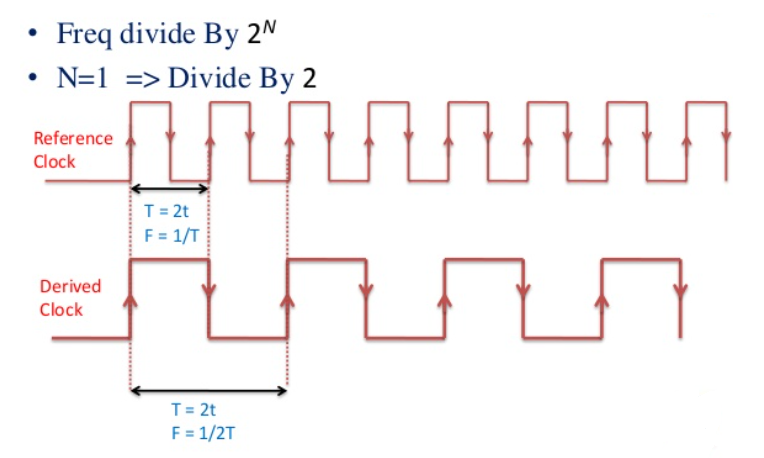 • Freq divide By 2^N
• N=1 => Divide By 2
Reference
Clock
T = 2t
F = 1/T
Derived
Clock
T = 2t
F = 1/2T